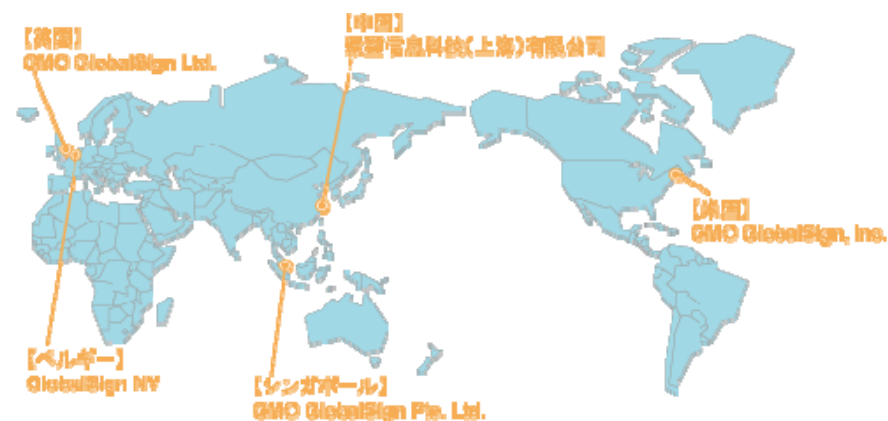 【英国】
GMO GlobalSign Ltd.
【中国】
信息科技(上海)有限公司
【米国】
GMO GlobalSign, Inc.
【ベルギー】
GlobalSign NV
【シンガポール】
GMO GlobalSign Pte. Ltd.